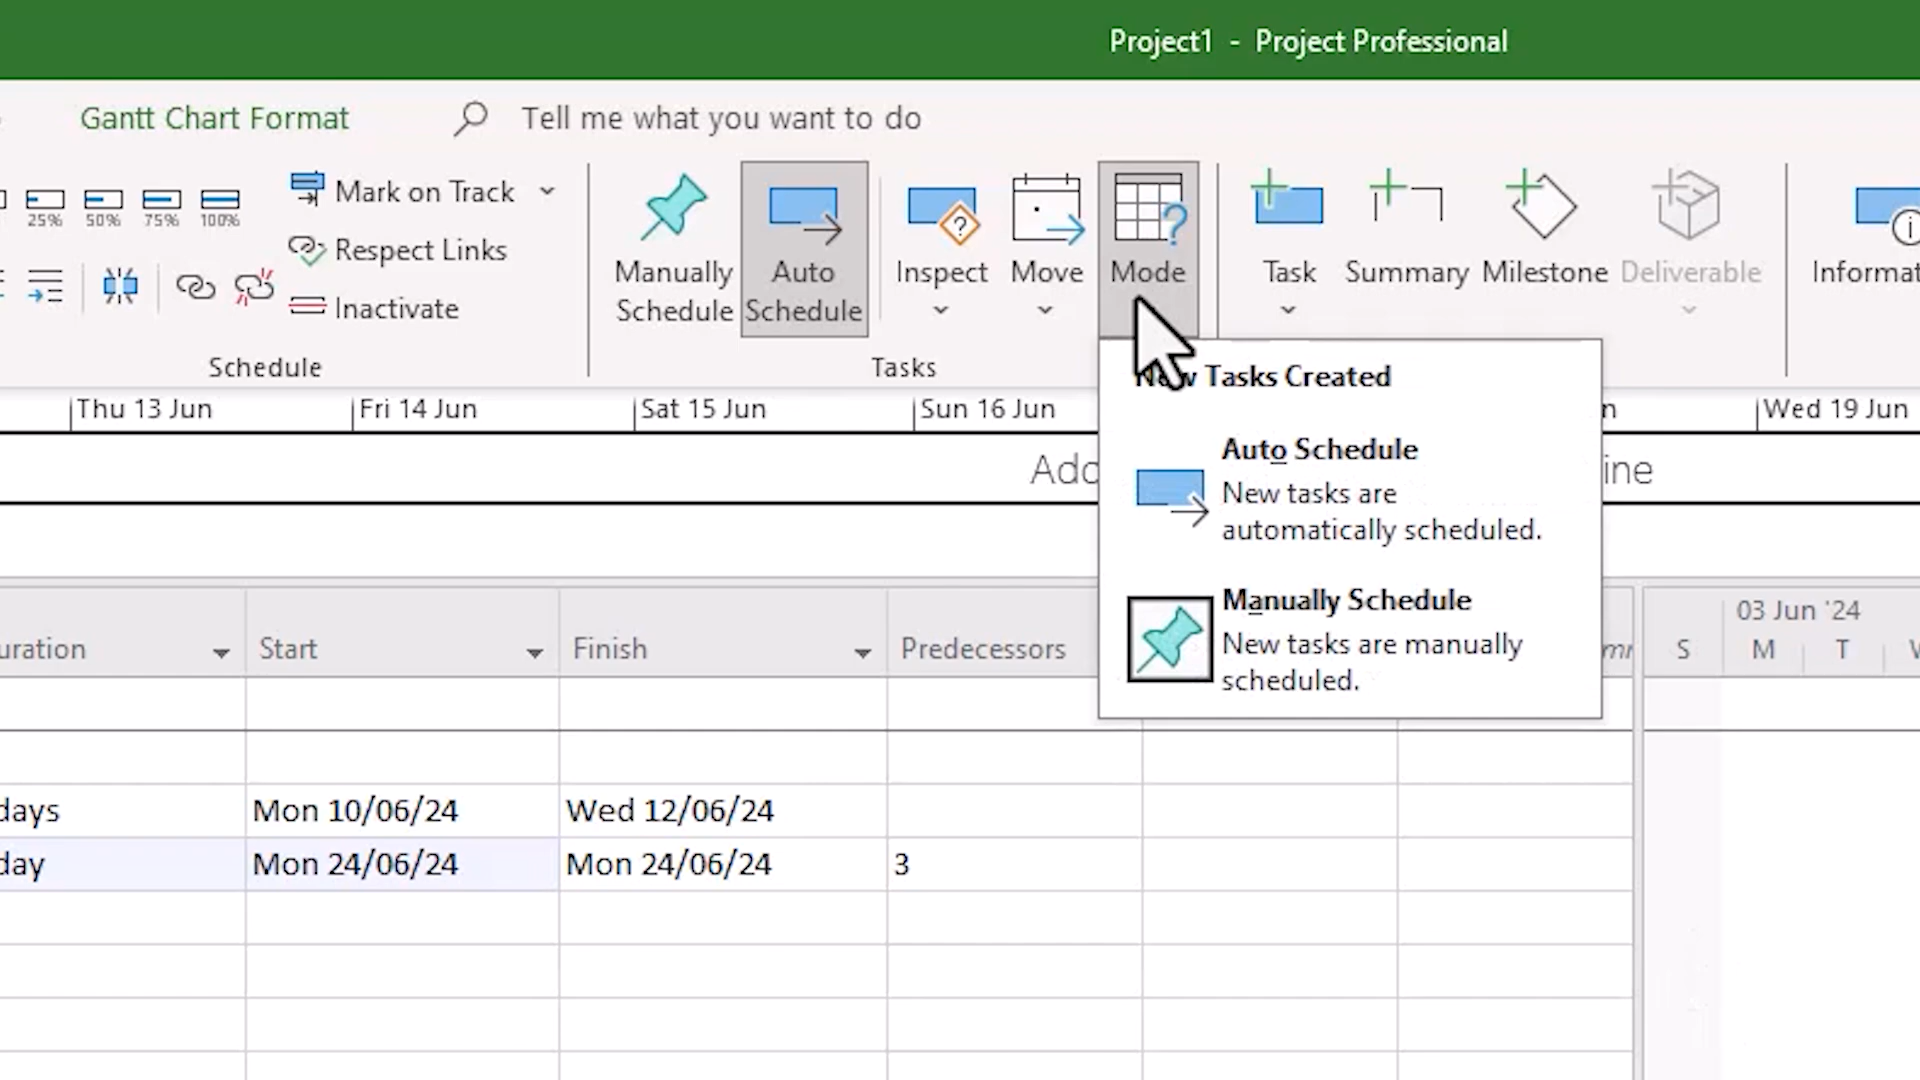 Project1 - Project Professional
Gantt Chart Format
Tell me what you want to do
25% 50% 75% 100%
Mark on Track
Respect Links
Inactivate
Manually Schedule
Auto Schedule
Inspect
Move
Mode
Task
Summary
Milestone
Deliverable
Informat
Schedule
Tasks
New Tasks Created
Auto Schedule
New tasks are
automatically scheduled.
Manually Schedule
New tasks are manually
scheduled.
Thu 13 Jun
Fri 14 Jun
Sat 15 Jun
Sun 16 Jun
n
Wed 19 Jun
Add
ine
uration
Start
Finish
Predecessors
03 Jun '24
S M T
days
Mon 10/06/24
Wed 12/06/24
day
Mon 24/06/24
Mon 24/06/24
3